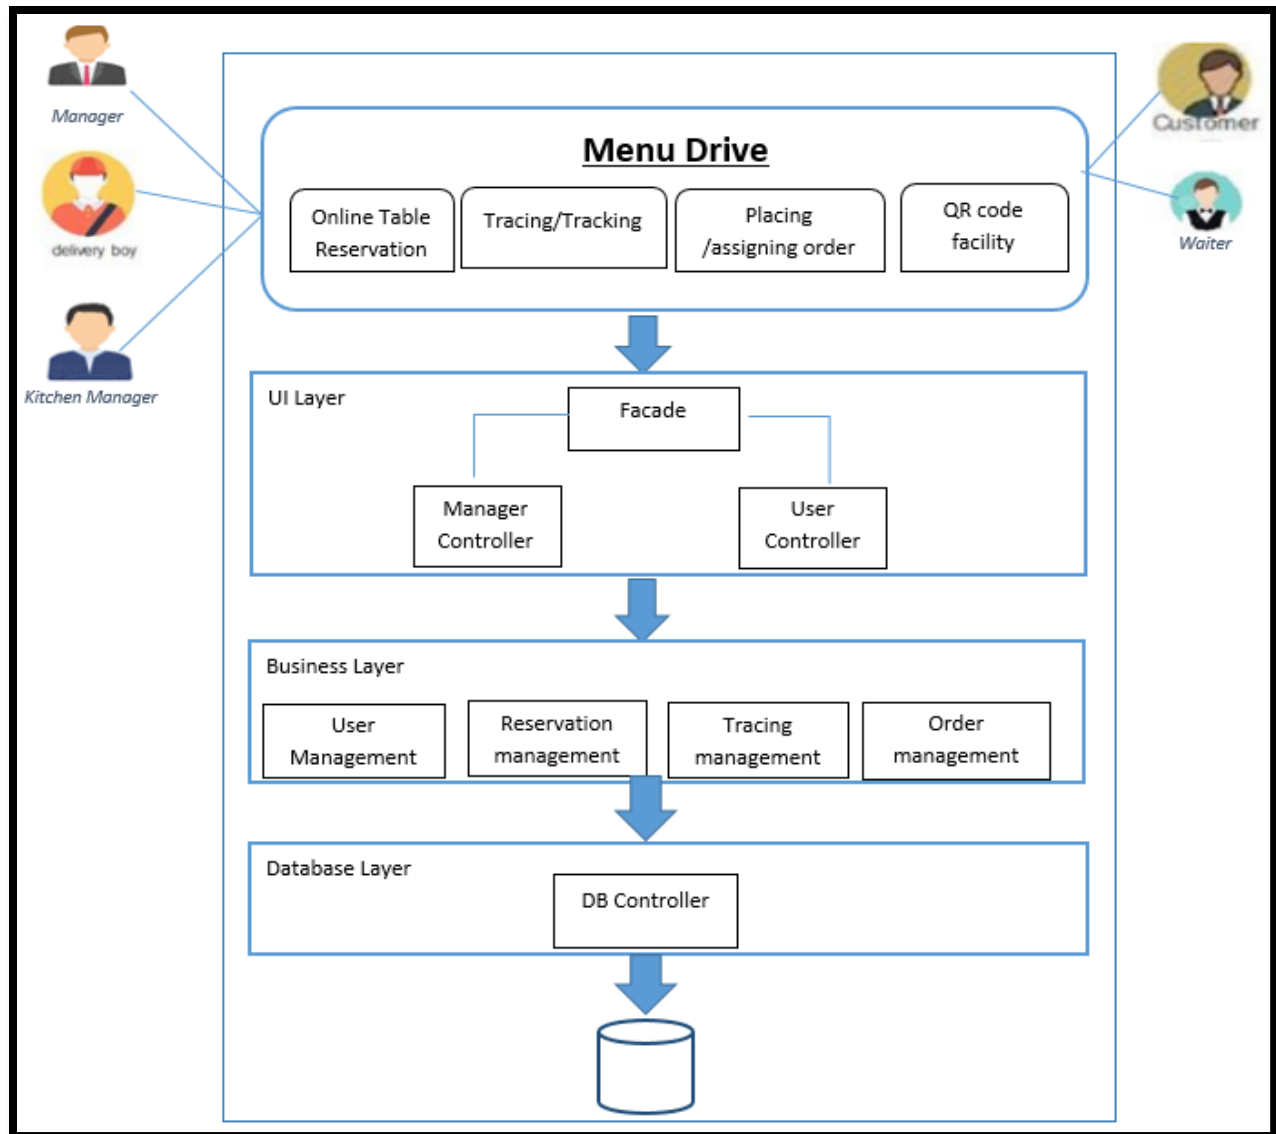 Manager
delivery boy
Kitchen Manager
Customer
Waiter
Menu Drive
Online Table
Reservation
Tracing/Tracking
Placing
/assigning order
QR code
facility
UI Layer
Facade
Manager
Controller
User
Controller
Business Layer
User
Management
Reservation
management
Tracing
management
Order
management
Database Layer
DB Controller